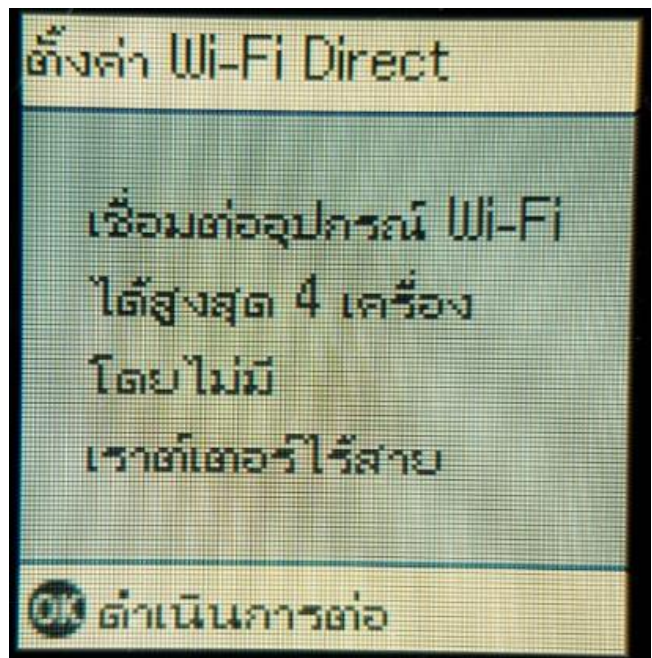 ตั้งค่า Wi-Fi Direct
เชื่อมต่ออุปกรณ์ Wi-Fi
ได้สูงสุด 4 เครื่อง
โดยไม่มี
เราต์เตอร์ไร้สาย
OK ดำเนินการต่อ